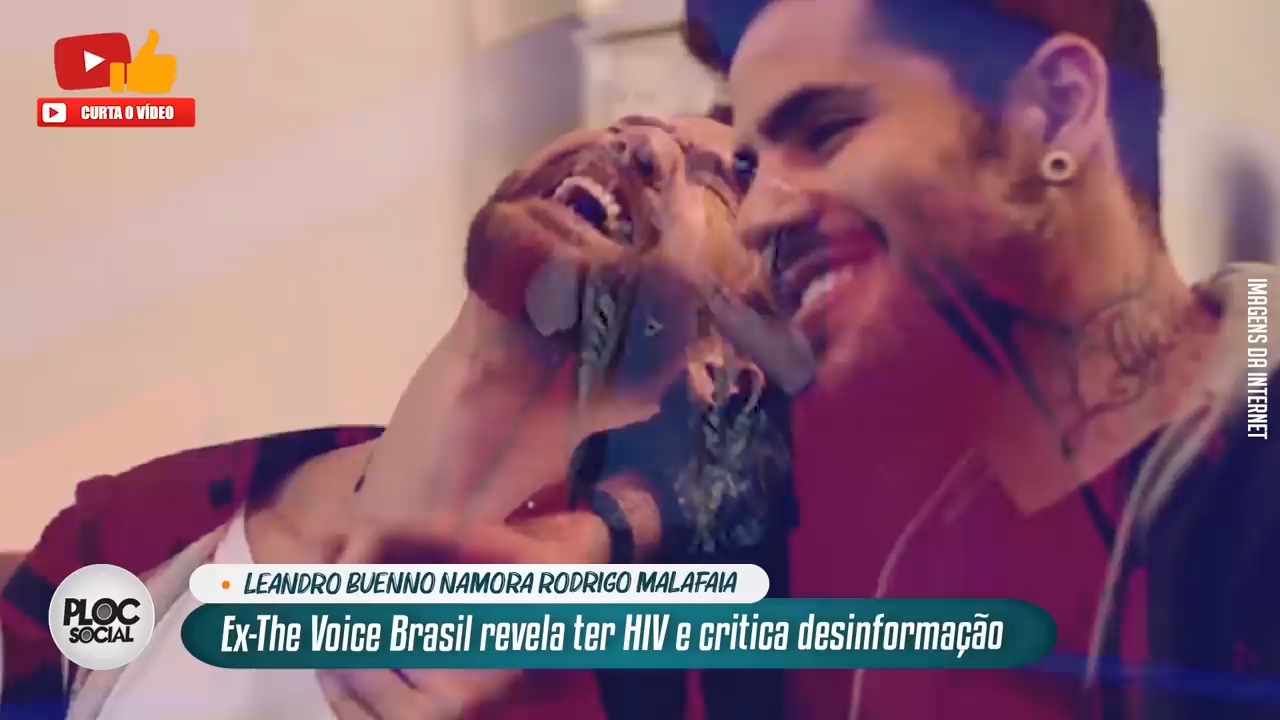 CURTA O VÍDEO
IMAGENS DA INTERNET
LEANDRO BUENNO NAMORA RODRIGO MALAFAIA
PLOC
SOCIAL
Ex-The Voice Brasil revela ter HIV e critica desinformação